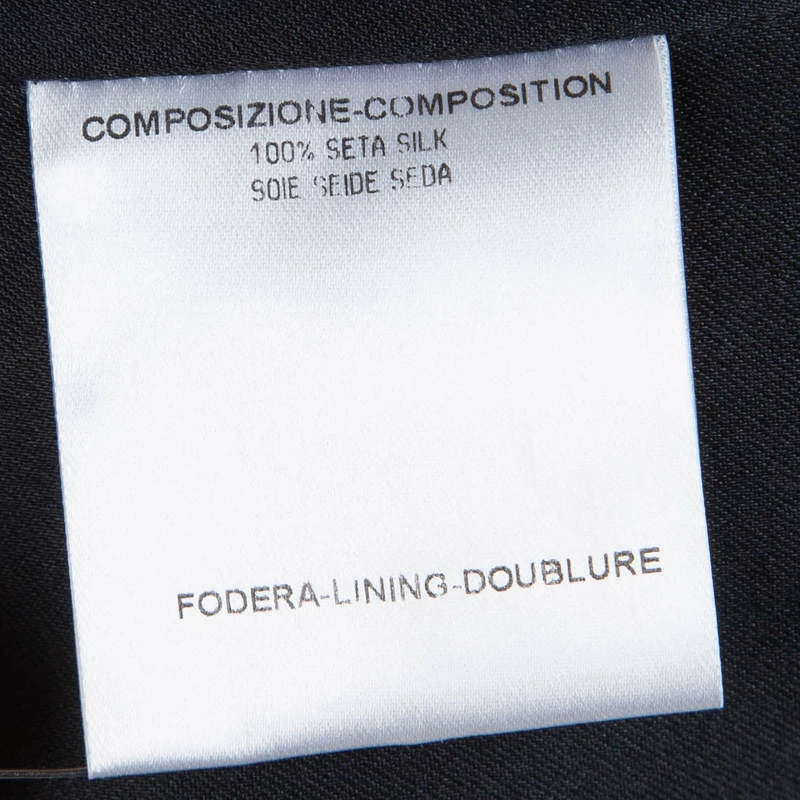 COMPOSIZIONE-COMPOSITION
100% SETA SILK
SOIE SEIDE SEDA
FODERA-LINING-DOUBLURE